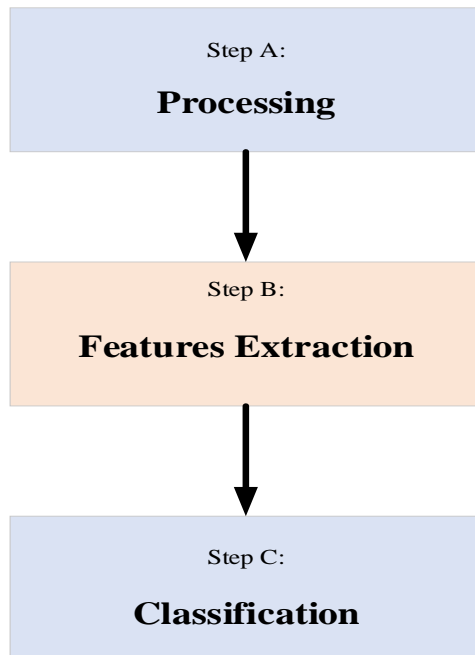 Step A:
Processing
Step B:
Features Extraction
Step C:
Classification